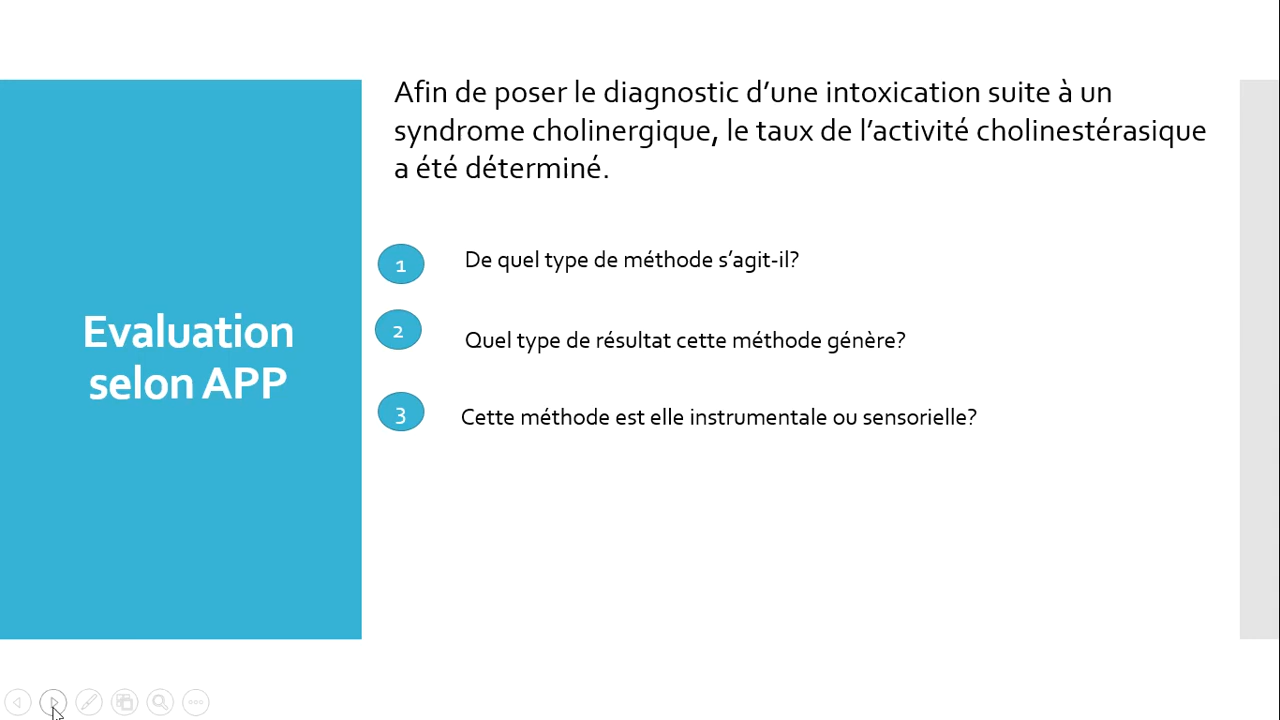 Evaluation
selon APP
Afin de poser le diagnostic d’une intoxication suite à un
syndrome cholinergique, le taux de l’activité cholinestérasique
a été déterminé.
1 De quel type de méthode s’agit-il?
2 Quel type de résultat cette méthode génère?
3 Cette méthode est elle instrumentale ou sensorielle?